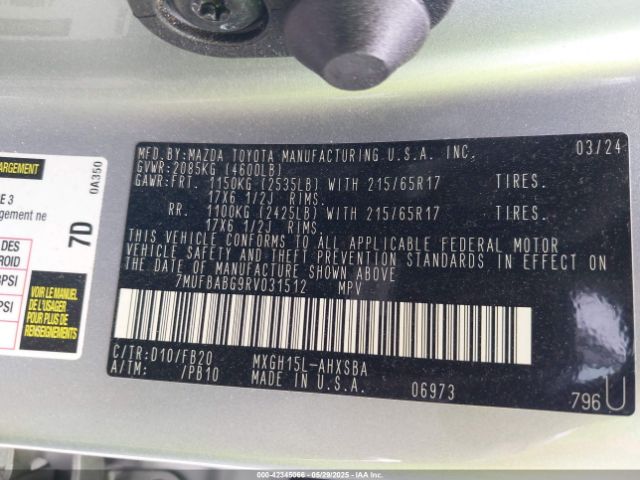 MFD.BY:MAZDA TOYOTA MANUFACTURING U.S.A. INC. 03/24
GVWR:2085KG (4600LB)
GAWR:FRT. 1150KG (2535LB) WITH 215/65R17 TIRES.
17X6 1/2J RIMS.
RR. 1100KG (2425LB) WITH 215/65R17 TIRES.
17X6 1/2J RIMS.
THIS VEHICLE CONFORMS TO ALL APPLICABLE FEDERAL MOTOR
VEHICLE SAFETY AND THEFT PREVENTION STANDARDS IN EFFECT ON
THE DATE OF MANUFACTURE SHOWN ABOVE
7MUFBABG9RV031512 MPV
C/TR:D10/FB20 MXGH15L-AHXSBA
A/TM: /PB10 MADE IN U.S.A. 06973
796U
ARGEMENT
E 3
gement ne
DES
ROID
PSI
VOIR LE MANUEL
DE L'USAGER
POUR PLUS DE
RENSEIGNEMENTS
PSI
7D
0A350
000-42345066 - 05/29/2025 - IAAI.COM